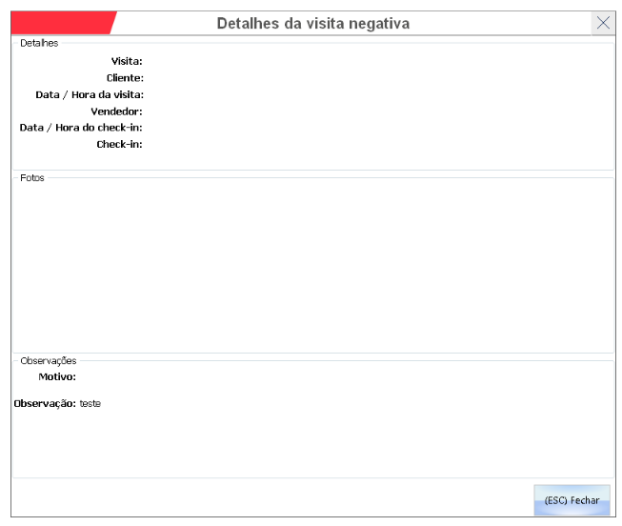 Detalhes da visita negativa
Detalhes
Visita:
Cliente:
Data / Hora da visita:
Vendedor:
Data / Hora do check-in:
Check-in:
Fotos
Observações
Motivo:
Observação: teste
(ESC) Fechar